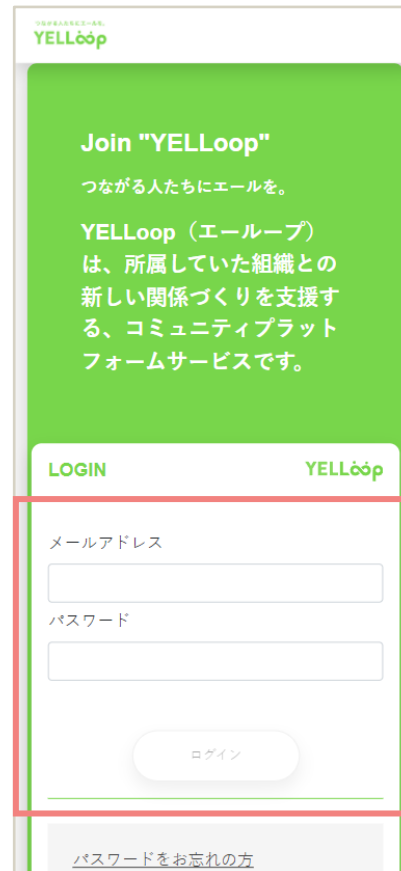 つながる人たちにエールを。
YELLoop
Join "YELLoop"
つながる人たちにエールを。
YELLoop（エーループ）
は、所属していた組織との
新しい関係づくりを支援す
る、コミュニティプラット
フォームサービスです。
LOGIN
YELLoop
メールアドレス
パスワード
ログイン
パスワードをお忘れの方